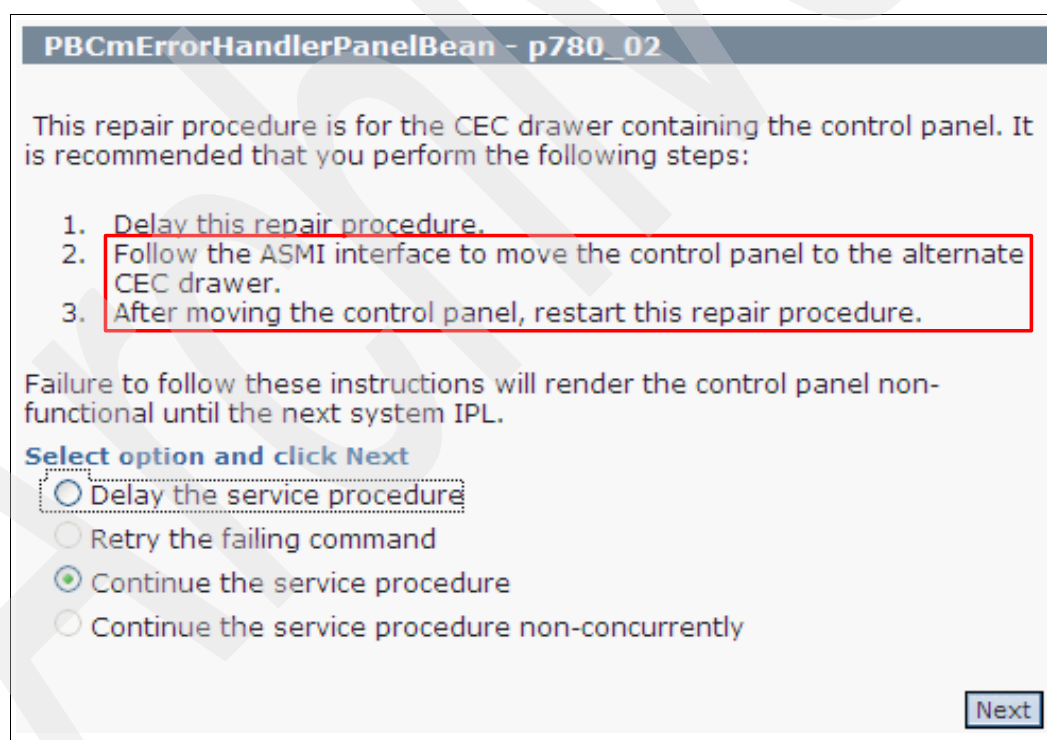 PBCmErrorHandlerPanelBean - p780_02
This repair procedure is for the CEC drawer containing the control panel. It
is recommended that you perform the following steps:
1. Delay this repair procedure.
2. Follow the ASMI interface to move the control panel to the alternate
CEC drawer.
3. After moving the control panel, restart this repair procedure.
Failure to follow these instructions will render the control panel non-
functional until the next system IPL.
Select option and click Next
Delay the service procedure
Retry the failing command
Continue the service procedure
Continue the service procedure non-concurrently
Next